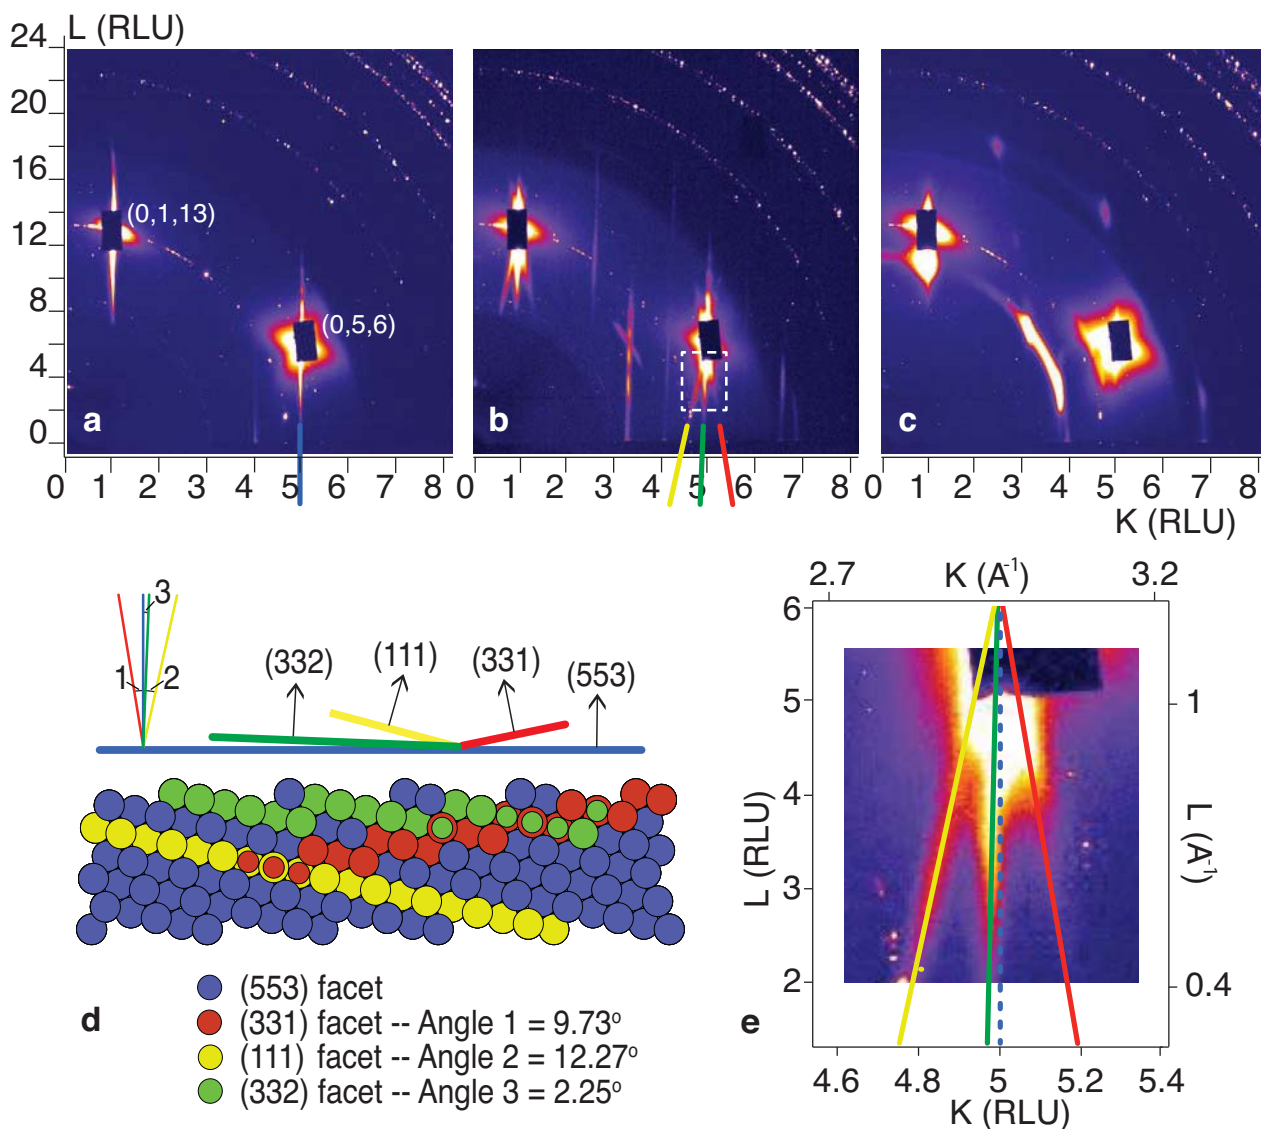 L (RLU)
24
20
16
12
8
4
0
(0,1,13)
(0,5,6)
a
b
c
0 1 2 3 4 5 6 7 8
0 1 2 3 4 5 6 7 8
0 1 2 3 4 5 6 7 8
K (RLU)
3
1
2
(332)
(111)
(331)
(553)
d
(553) facet
(331) facet -- Angle 1 = 9.73°
(111) facet -- Angle 2 = 12.27°
(332) facet -- Angle 3 = 2.25°
2.7
K (A⁻¹)
3.2
6
5
4
3
2
L (RLU)
1
0.4
L (A⁻¹)
e
4.6 4.8 5 5.2 5.4
K (RLU)